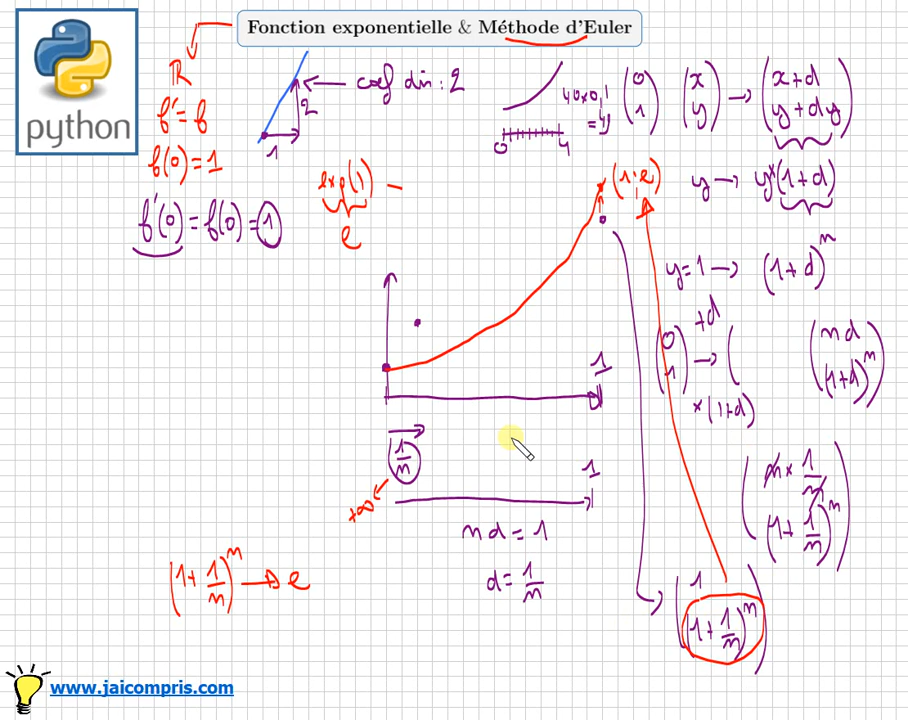 Fonction exponentielle & Méthode d'Euler
python
ℝ
f' = f
f(0) = 1
f'(0) = f(0) = 1
coef dir : 2
2
1
exp(1) –
e
40×0,1
= 4
0 4
(0 1) (x y) → (x+d y+dy)
(1; e)
y → y×(1+d)
y = 1 → (1+d)^n
+d
(0 1) → (
×(1+d)
(nd (1+d)^n)
1
1/n
+∞
1
nd = 1
d = 1/n
(n × 1/n (1+1/n)^n)
(1 (1+1/n)^n)
(1+1/n)^n → e
www.jaicompris.com